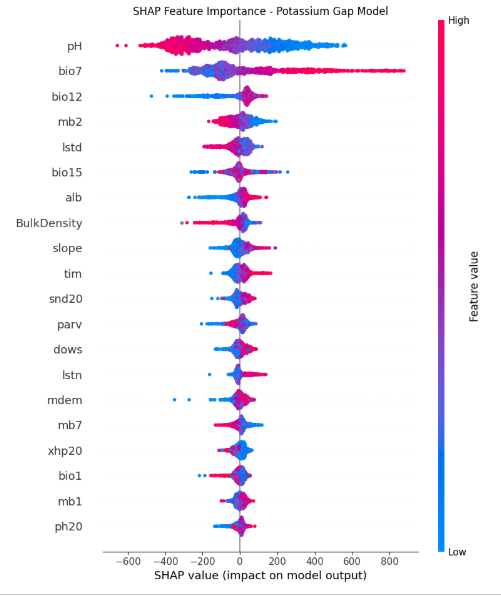 SHAP Feature Importance - Potassium Gap Model
High
pH
bio7
bio12
mb2
lstd
bio15
alb
BulkDensity
slope
tim
snd20
parv
dows
lstn
mdem
mb7
xhp20
bio1
mb1
ph20
Feature value
Low
−600 −400 −200 0 200 400 600 800
SHAP value (impact on model output)